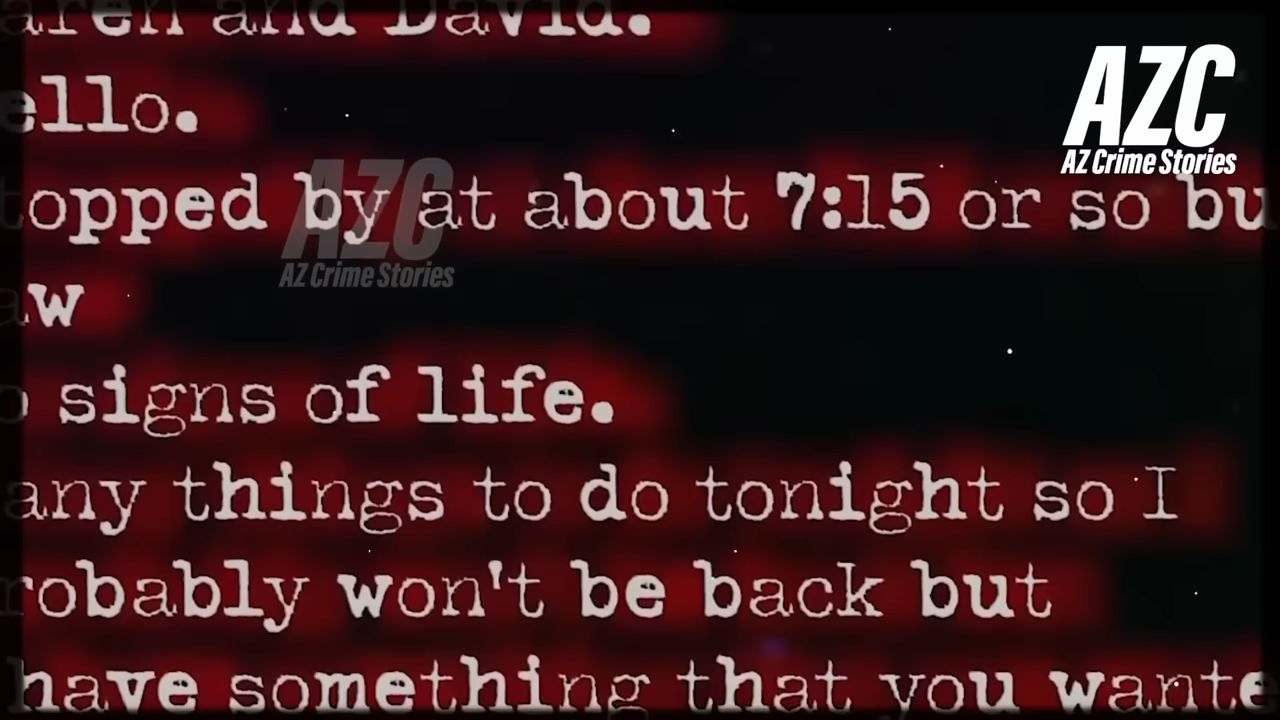 aren and David.
ello.
topped by at about 7:15 or so bu
aw
o signs of life.
any things to do tonight so I
robably won't be back but
have something that you wante
AZC
AZ Crime Stories
AZC
AZ Crime Stories